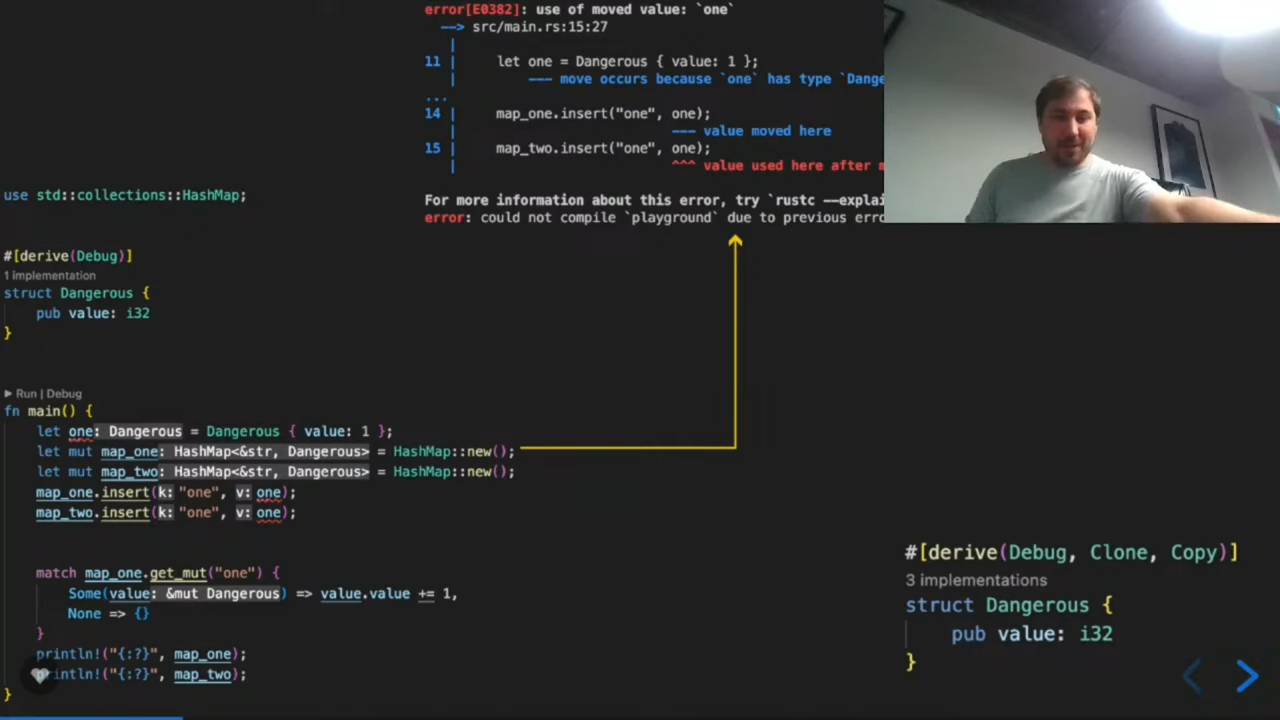 error[E0382]: use of moved value: `one`
--> src/main.rs:15:27
|
11 | let one = Dangerous { value: 1 };
| --- move occurs because `one` has type `Dange
...
14 | map_one.insert("one", one);
| --- value moved here
15 | map_two.insert("one", one);
| ^^^ value used here after m
For more information about this error, try `rustc --explai
error: could not compile `playground` due to previous erro
use std::collections::HashMap;
#[derive(Debug)]
1 implementation
struct Dangerous {
pub value: i32
}
▶ Run | Debug
fn main() {
let one: Dangerous = Dangerous { value: 1 };
let mut map_one: HashMap<&str, Dangerous> = HashMap::new();
let mut map_two: HashMap<&str, Dangerous> = HashMap::new();
map_one.insert(k: "one", v: one);
map_two.insert(k: "one", v: one);
match map_one.get_mut("one") {
Some(value: &mut Dangerous) => value.value += 1,
None => {}
}
println!("{:?}", map_one);
println!("{:?}", map_two);
}
#[derive(Debug, Clone, Copy)]
3 implementations
struct Dangerous {
pub value: i32
}